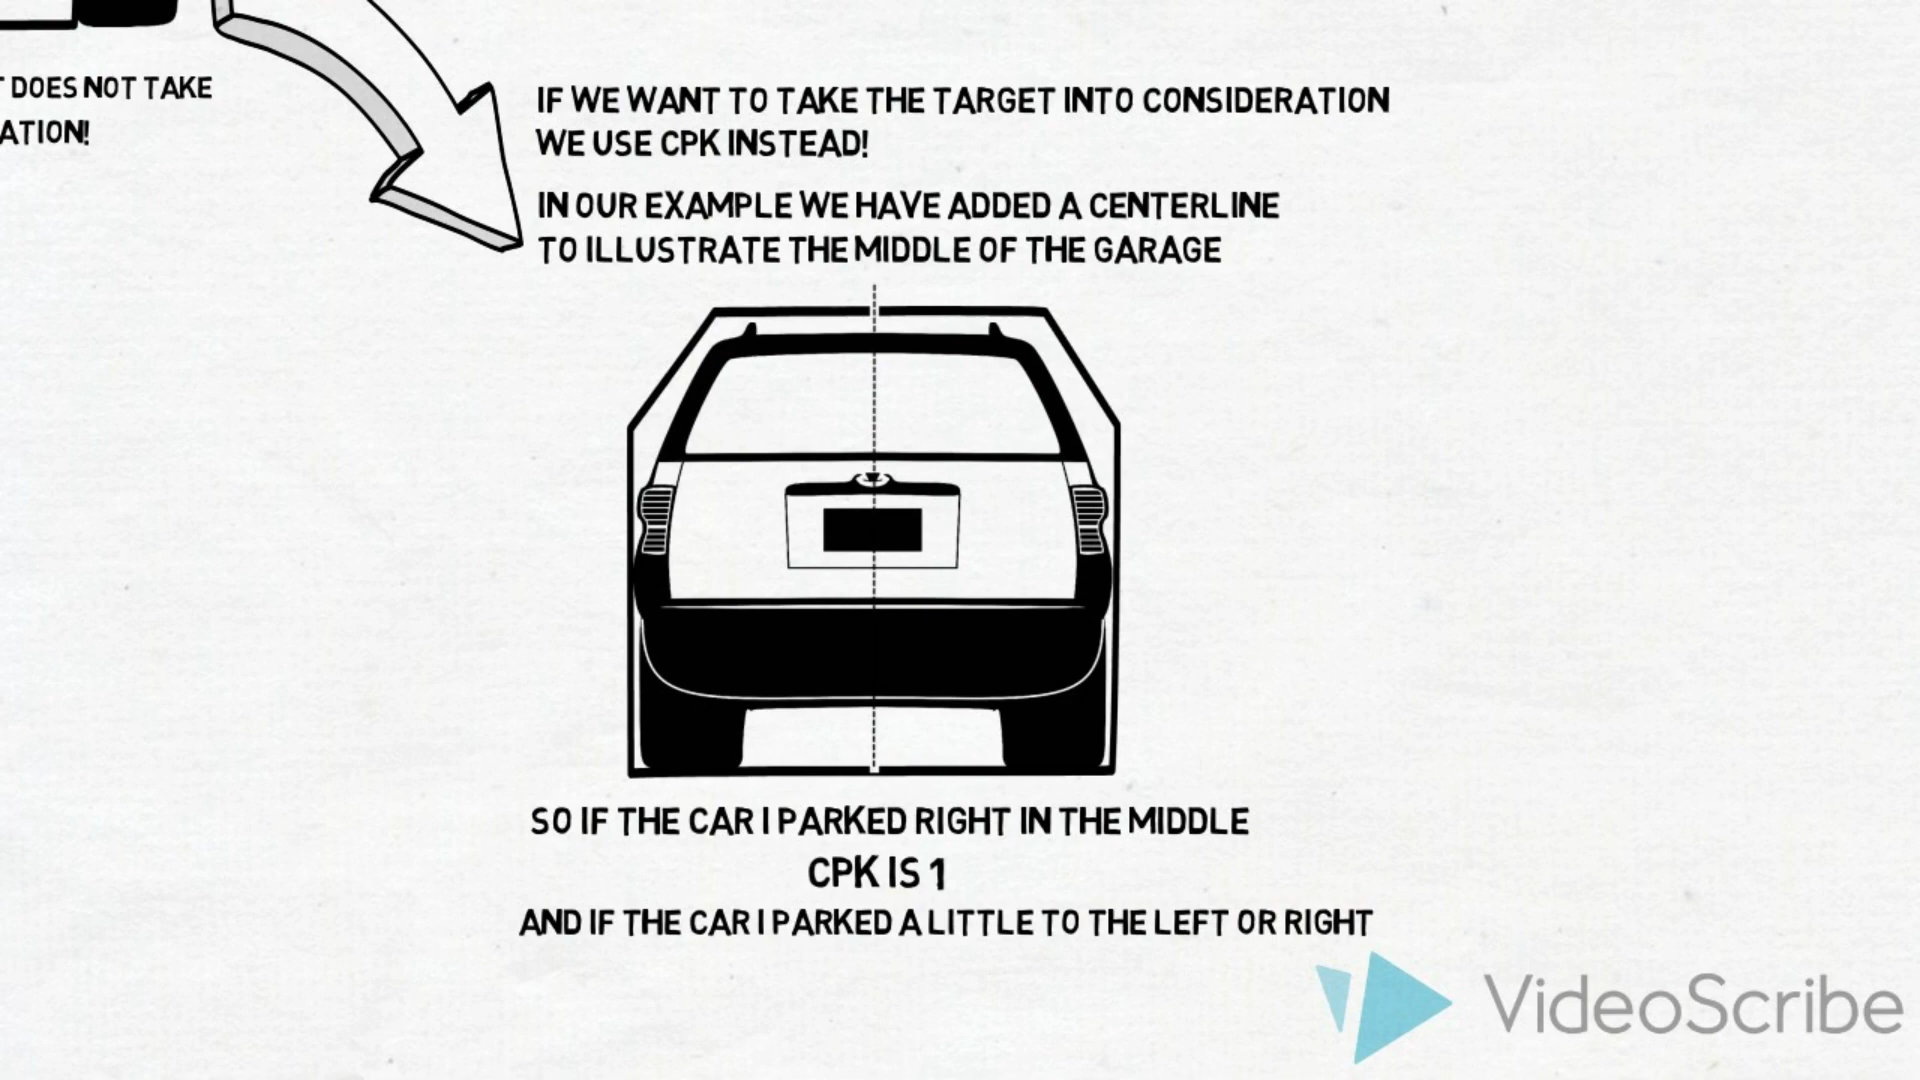 T DOES NOT TAKE
ATION!
IF WE WANT TO TAKE THE TARGET INTO CONSIDERATION
WE USE CPK INSTEAD!
IN OUR EXAMPLE WE HAVE ADDED A CENTERLINE
TO ILLUSTRATE THE MIDDLE OF THE GARAGE
SO IF THE CAR I PARKED RIGHT IN THE MIDDLE
CPK IS 1
AND IF THE CAR I PARKED A LITTLE TO THE LEFT OR RIGHT
VideoScribe